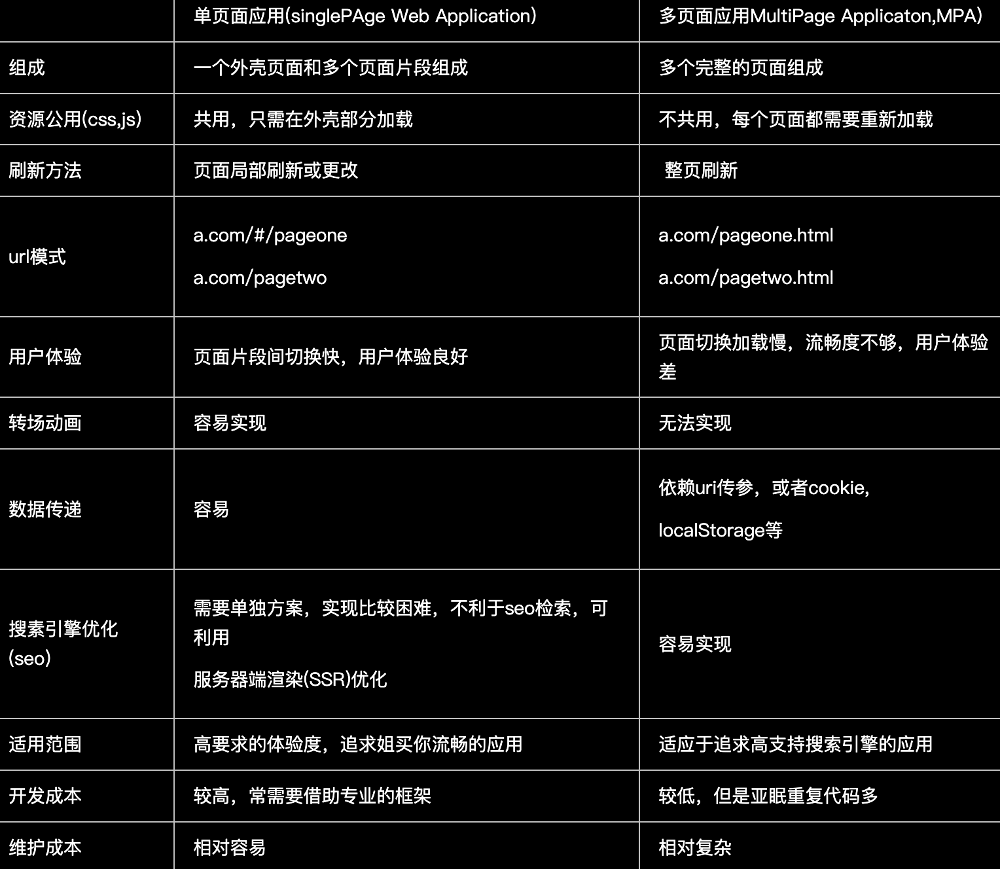 单页面应用(singlePAge Web Application)
多页面应用MultiPage Applicaton,MPA)
组成
一个外壳页面和多个页面片段组成
多个完整的页面组成
资源公用(css,js)
共用，只需在外壳部分加载
不共用，每个页面都需要重新加载
刷新方法
页面局部刷新或更改
整页刷新
url模式
a.com/#/pageone
a.com/pagetwo
a.com/pageone.html
a.com/pagetwo.html
用户体验
页面片段间切换快，用户体验良好
页面切换加载慢，流畅度不够，用户体验
差
转场动画
容易实现
无法实现
数据传递
容易
依赖uri传参，或者cookie,
localStorage等
搜素引擎优化
(seo)
需要单独方案，实现比较困难，不利于seo检索，可
利用
服务器端渲染(SSR)优化
容易实现
适用范围
高要求的体验度，追求姐买你流畅的应用
适应于追求高支持搜索引擎的应用
开发成本
较高，常需要借助专业的框架
较低，但是亚眠重复代码多
维护成本
相对容易
相对复杂